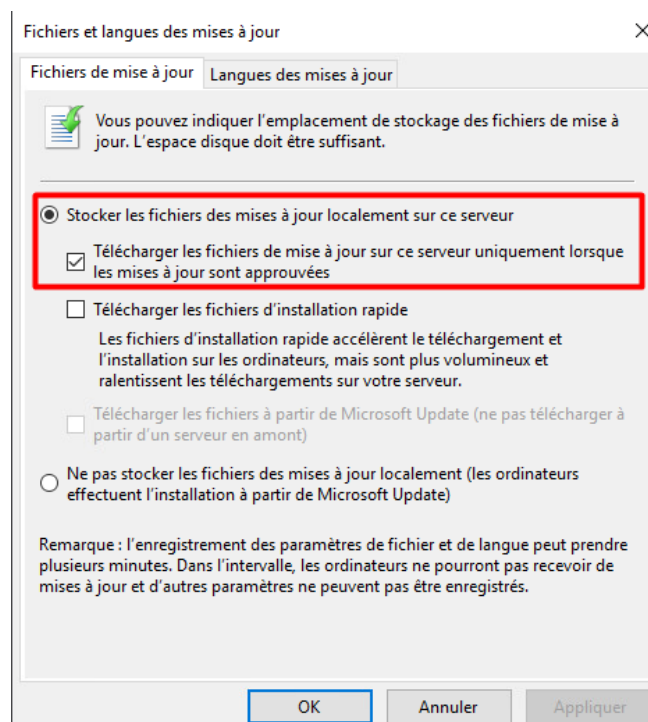 Fichiers et langues des mises à jour
Fichiers de mise à jour
Langues des mises à jour
Vous pouvez indiquer l'emplacement de stockage des fichiers de mise à
jour. L'espace disque doit être suffisant.
Stocker les fichiers des mises à jour localement sur ce serveur
Télécharger les fichiers de mise à jour sur ce serveur uniquement lorsque
les mises à jour sont approuvées
Télécharger les fichiers d'installation rapide
Les fichiers d'installation rapide accélèrent le téléchargement et
l'installation sur les ordinateurs, mais sont plus volumineux et
ralentissent les téléchargements sur votre serveur.
Télécharger les fichiers à partir de Microsoft Update (ne pas télécharger à
partir d'un serveur en amont)
Ne pas stocker les fichiers des mises à jour localement (les ordinateurs
effectuent l'installation à partir de Microsoft Update)
Remarque : l'enregistrement des paramètres de fichier et de langue peut prendre
plusieurs minutes. Dans l'intervalle, les ordinateurs ne pourront pas recevoir de
mises à jour et d'autres paramètres ne peuvent pas être enregistrés.
OK
Annuler
Appliquer